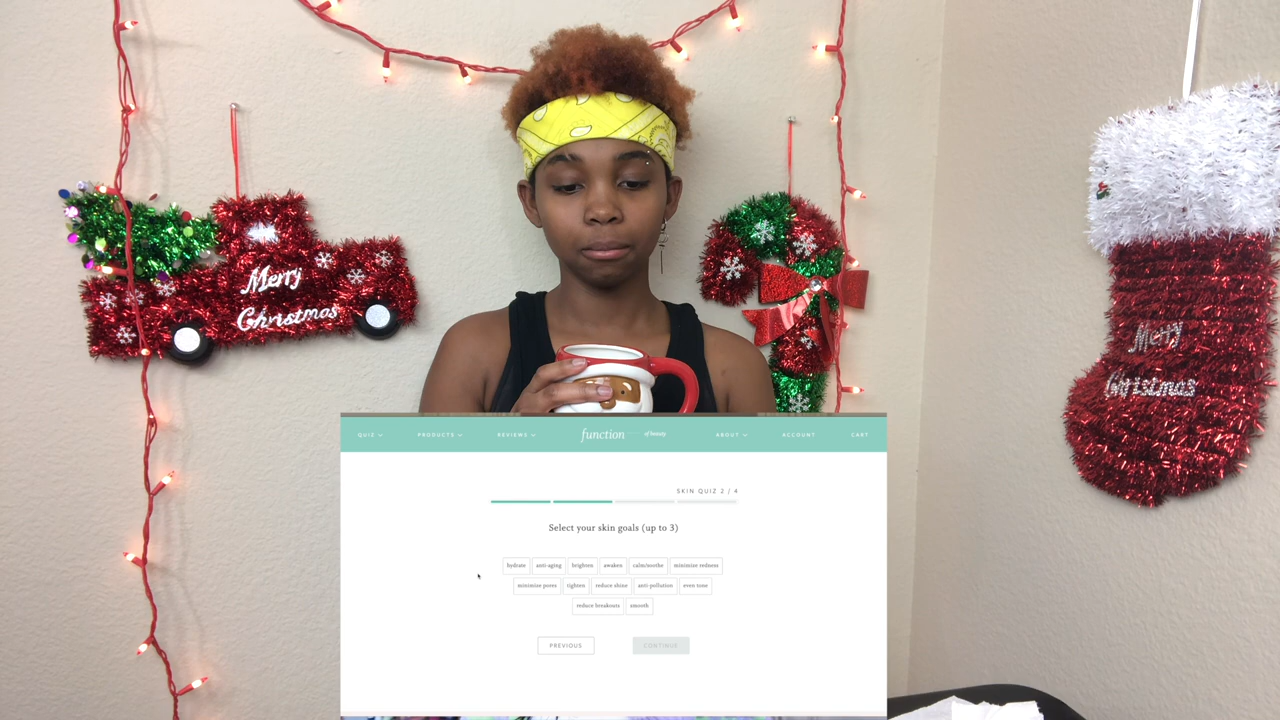 Merry
Christmas
Merry
Christmas
QUIZ PRODUCTS REVIEWS function of beauty ABOUT ACCOUNT CART
SKIN QUIZ 2 / 4
Select your skin goals (up to 3)
hydrate anti-aging brighten awaken calm/soothe minimize redness
minimize pores tighten reduce shine anti-pollution even tone
reduce breakouts smooth
PREVIOUS CONTINUE